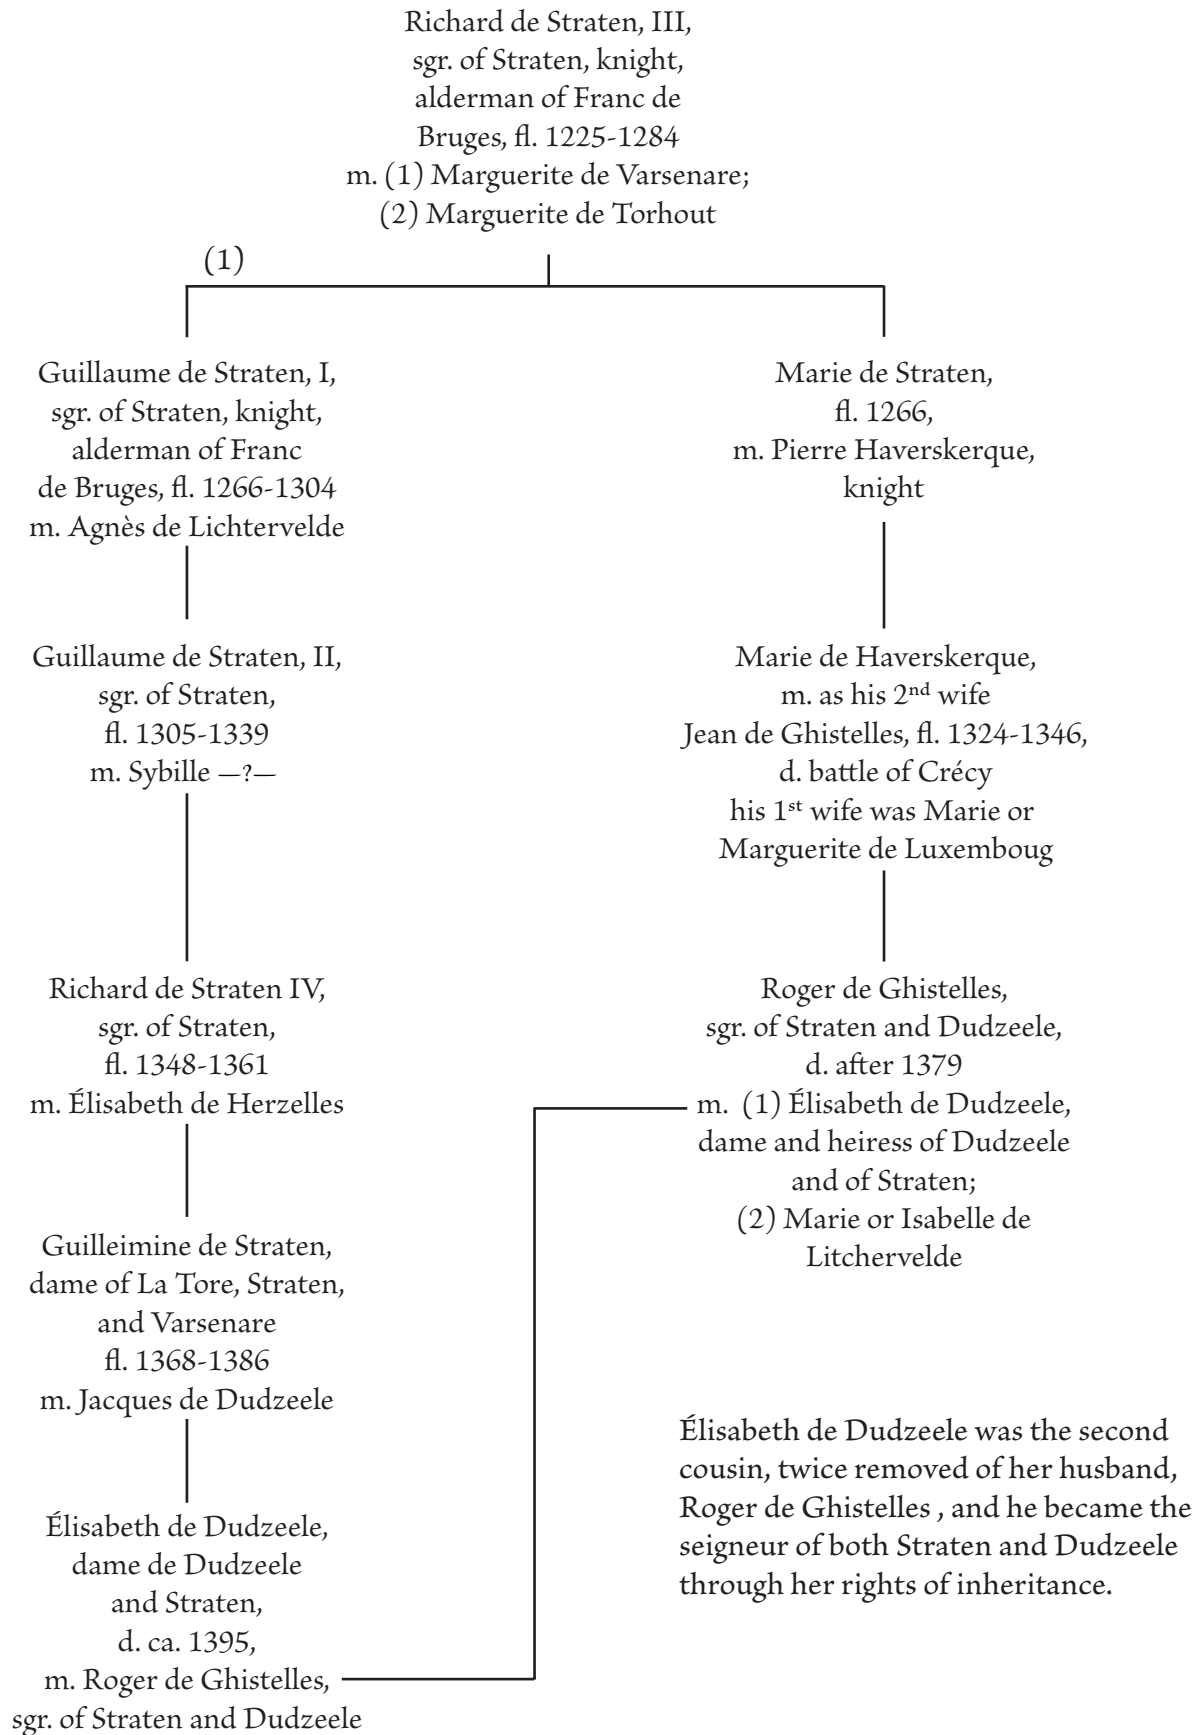 Richard de Straten, III,
sgr. of Straten, knight,
alderman of Franc de
Bruges, fl. 1225-1284
m. (1) Marguerite de Varsenare;
(2) Marguerite de Torhout
(1)
Guillaume de Straten, I,
sgr. of Straten, knight,
alderman of Franc
de Bruges, fl. 1266-1304
m. Agnès de Lichtervelde
Marie de Straten,
fl. 1266,
m. Pierre Haverskerque,
knight
Guillaume de Straten, II,
sgr. of Straten,
fl. 1305-1339
m. Sybille —?—
Marie de Haverskerque,
m. as his 2nd wife
Jean de Ghistelles, fl. 1324-1346,
d. battle of Crécy
his 1st wife was Marie or
Marguerite de Luxemboug
Richard de Straten IV,
sgr. of Straten,
fl. 1348-1361
m. Élisabeth de Herzelles
Roger de Ghistelles,
sgr. of Straten and Dudzeele,
d. after 1379
m. (1) Élisabeth de Dudzeele,
dame and heiress of Dudzeele
and of Straten;
(2) Marie or Isabelle de
Litchervelde
Guilleimine de Straten,
dame of La Tore, Straten,
and Varsenare
fl. 1368-1386
m. Jacques de Dudzeele
Élisabeth de Dudzeele,
dame de Dudzeele
and Straten,
d. ca. 1395,
m. Roger de Ghistelles,
sgr. of Straten and Dudzeele
Élisabeth de Dudzeele was the second
cousin, twice removed of her husband,
Roger de Ghistelles , and he became the
seigneur of both Straten and Dudzeele
through her rights of inheritance.